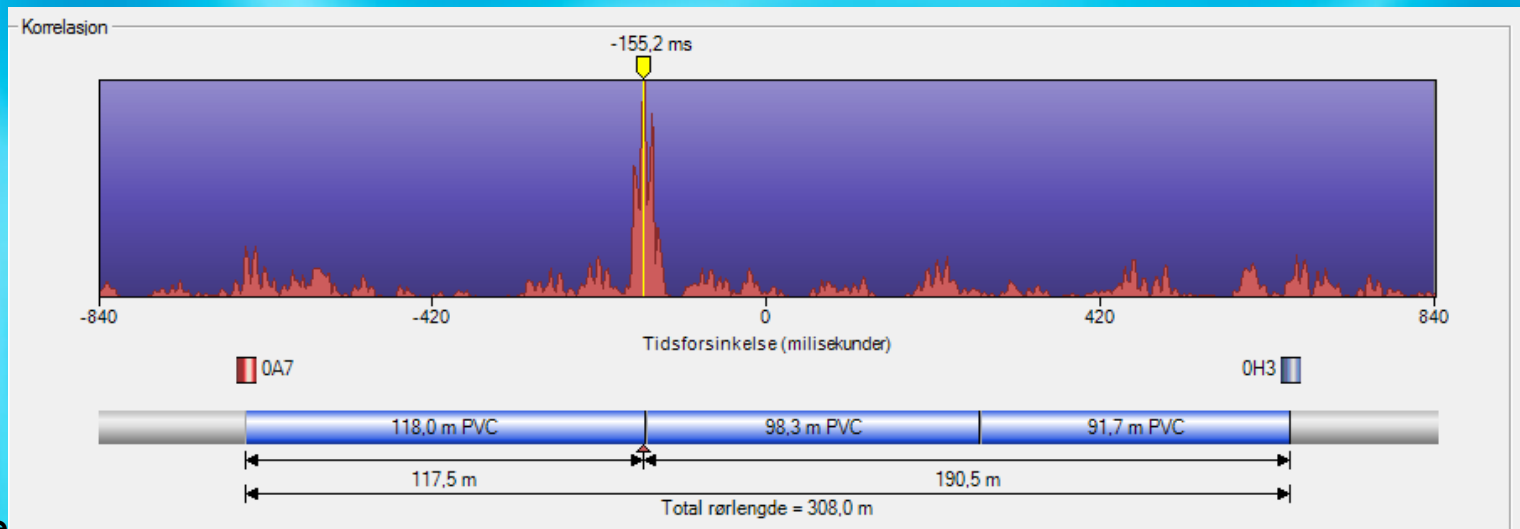 Korrelasjon
-155,2 ms
-840 -420 0 420 840
Tidsforsinkelse (milisekunder)
0A7 0H3
118,0 m PVC 98,3 m PVC 91,7 m PVC
117,5 m 190,5 m
Total rørlengde = 308,0 m